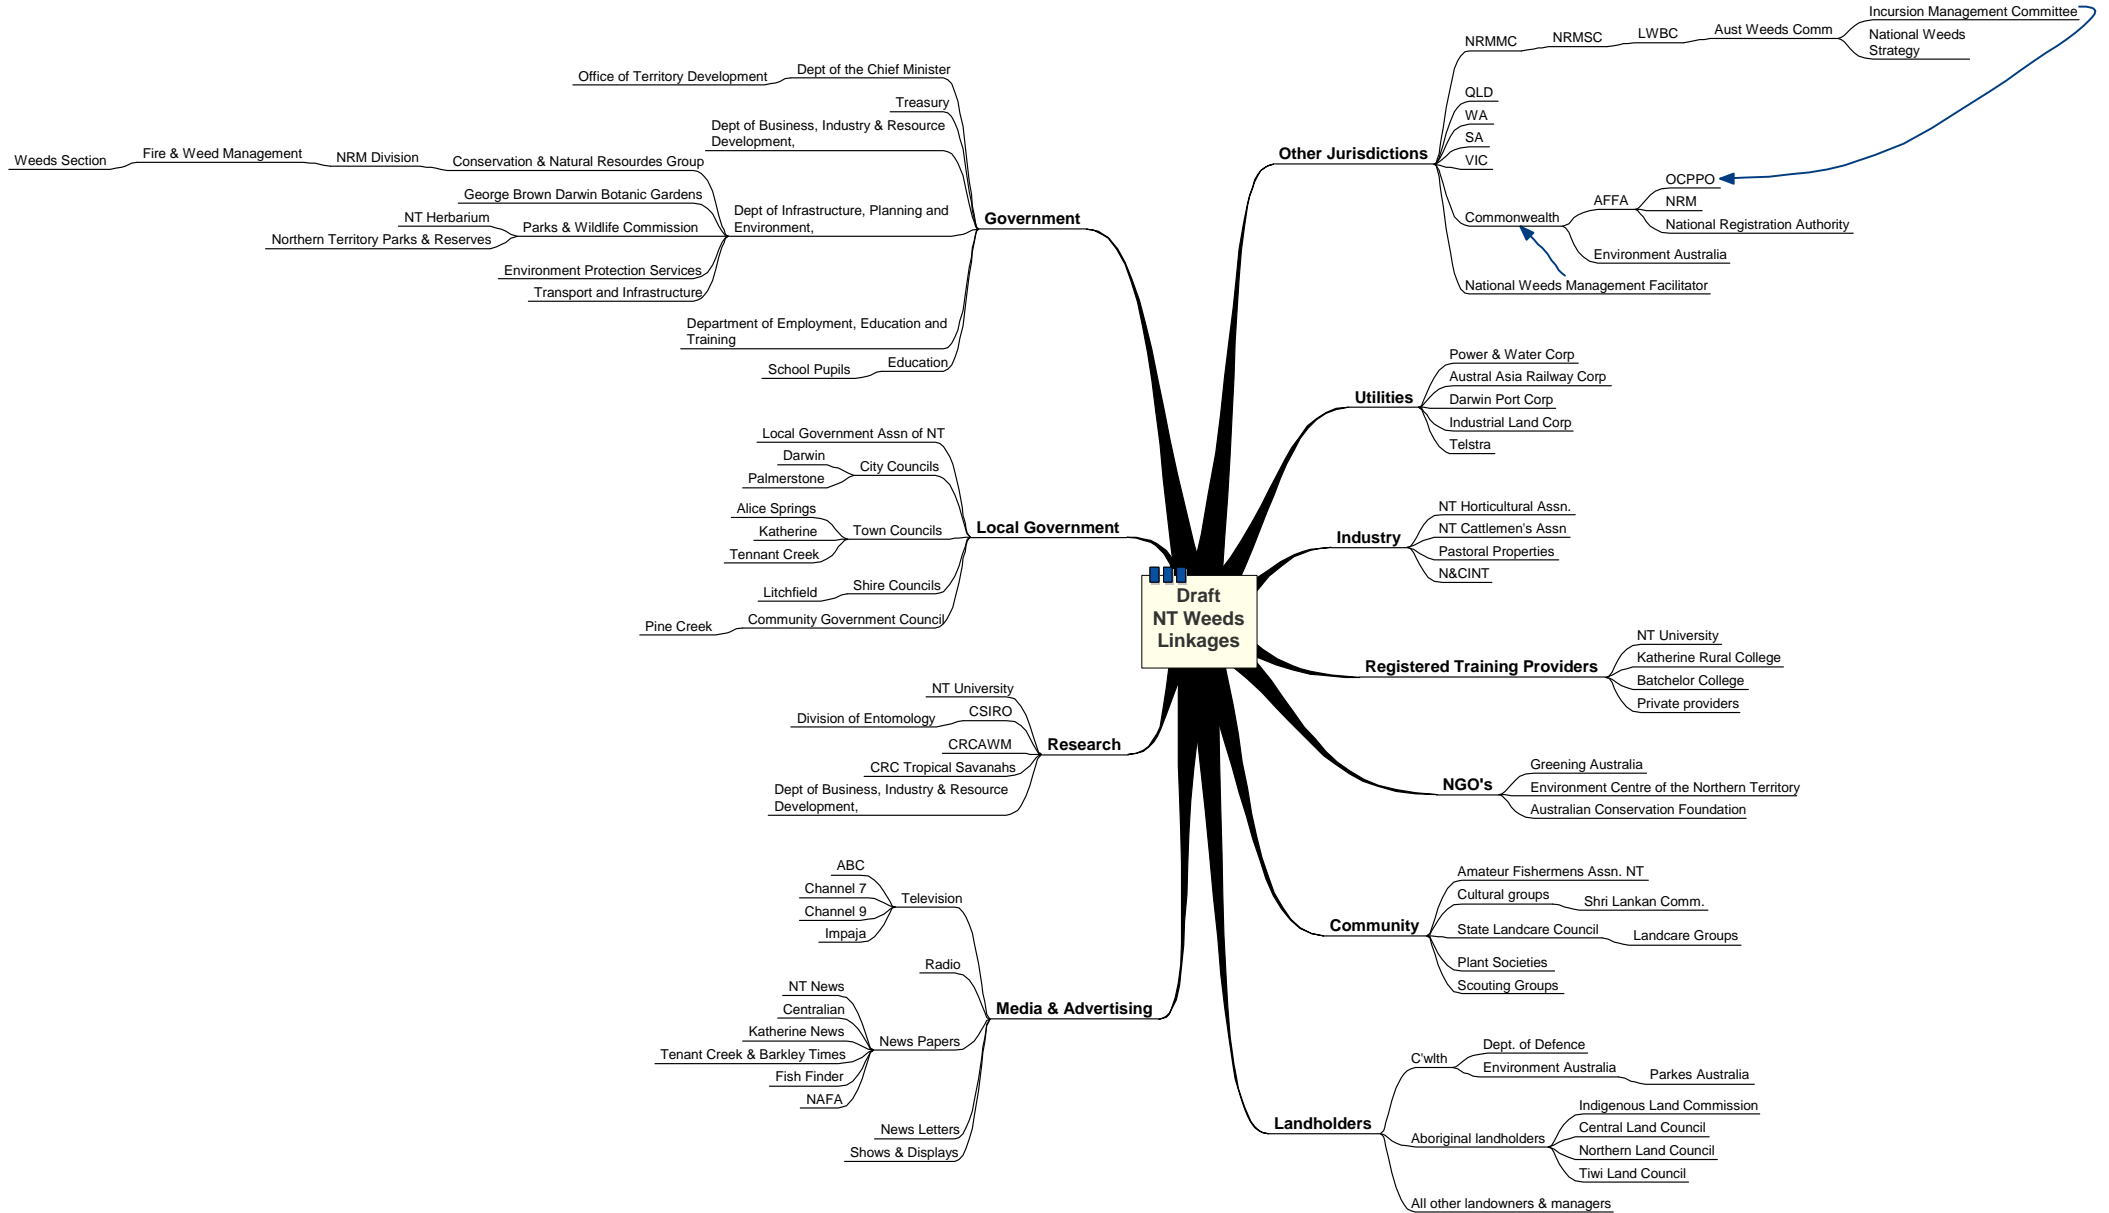 Draft
NT Weeds
Linkages
Government
Dept of the Chief Minister
Office of Territory Development
Treasury
Dept of Business, Industry & Resource
Development,
Dept of Infrastructure, Planning and
Environment,
Conservation & Natural Resourdes Group
NRM Division
Fire & Weed Management
Weeds Section
George Brown Darwin Botanic Gardens
Parks & Wildlife Commission
NT Herbarium
Northern Territory Parks & Reserves
Environment Protection Services
Transport and Infrastructure
Department of Employment, Education and
Training
Education
School Pupils
Local Government
Local Government Assn of NT
City Councils
Darwin
Palmerstone
Town Councils
Alice Springs
Katherine
Tennant Creek
Shire Councils
Litchfield
Community Government Council
Pine Creek
Research
NT University
CSIRO
Division of Entomology
CRCAWM
CRC Tropical Savanahs
Dept of Business, Industry & Resource
Development,
Media & Advertising
Television
ABC
Channel 7
Channel 9
Impaja
Radio
News Papers
NT News
Centralian
Katherine News
Tenant Creek & Barkley Times
Fish Finder
NAFA
News Letters
Shows & Displays
Other Jurisdictions
NRMMC
NRMSC
LWBC
Aust Weeds Comm
Incursion Management Committee
National Weeds
Strategy
QLD
WA
SA
VIC
Commonwealth
AFFA
OCPPO
NRM
National Registration Authority
Environment Australia
National Weeds Management Facilitator
Utilities
Power & Water Corp
Austral Asia Railway Corp
Darwin Port Corp
Industrial Land Corp
Telstra
Industry
NT Horticultural Assn.
NT Cattlemen's Assn
Pastoral Properties
N&CINT
Registered Training Providers
NT University
Katherine Rural College
Batchelor College
Private providers
NGO's
Greening Australia
Environment Centre of the Northern Territory
Australian Conservation Foundation
Community
Amateur Fishermens Assn. NT
Cultural groups
Shri Lankan Comm.
State Landcare Council
Landcare Groups
Plant Societies
Scouting Groups
Landholders
C'wlth
Dept. of Defence
Environment Australia
Parkes Australia
Aboriginal landholders
Indigenous Land Commission
Central Land Council
Northern Land Council
Tiwi Land Council
All other landowners & managers